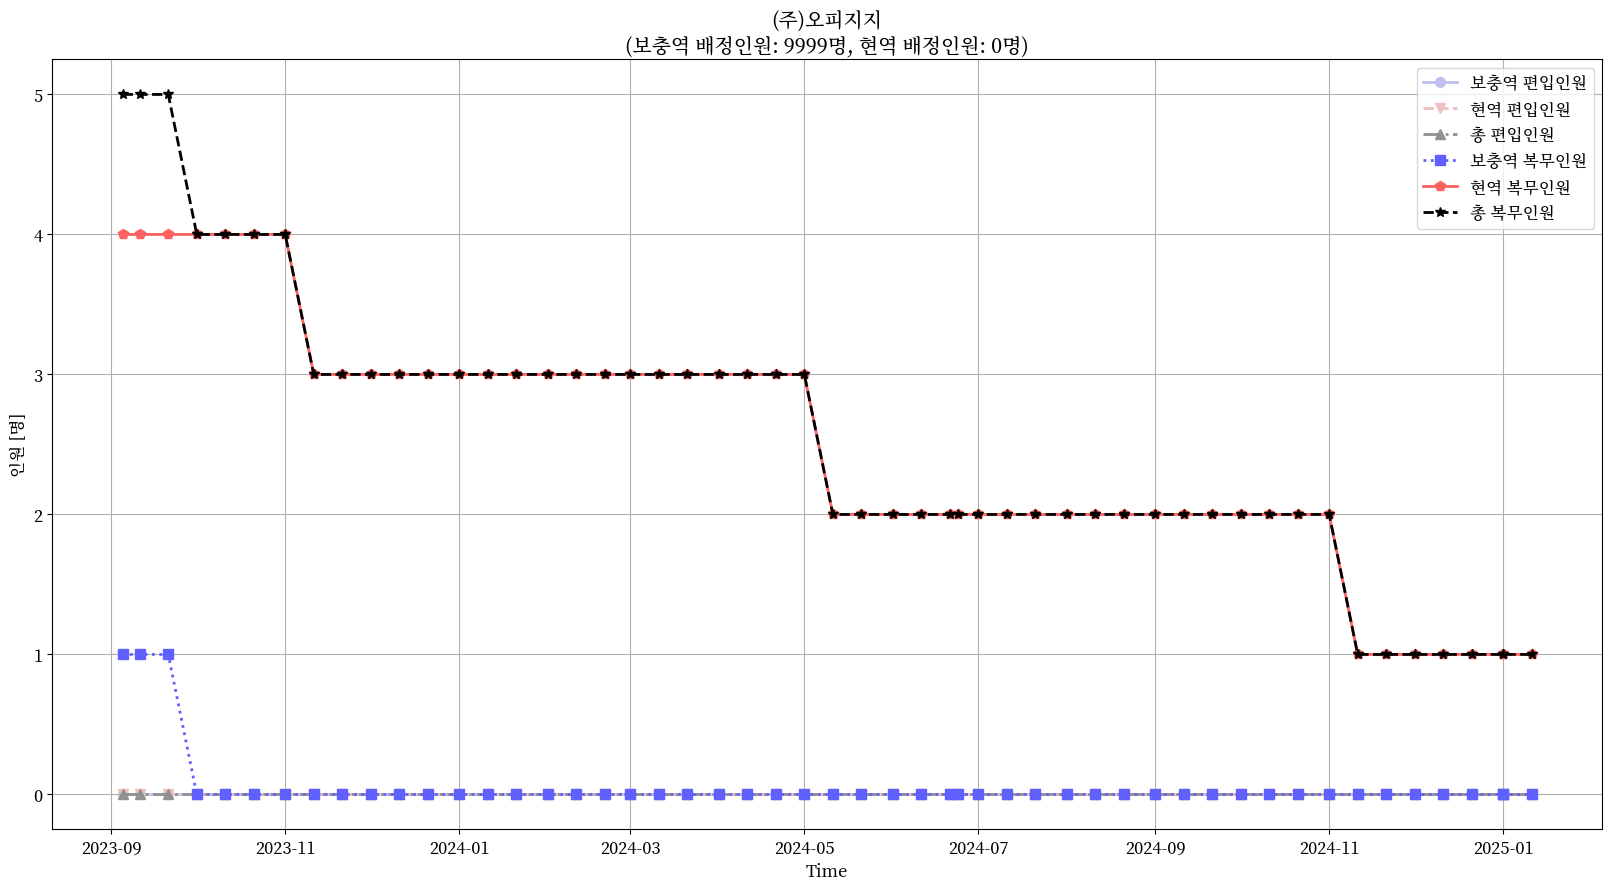 (주)오피지지
(보충역 배정인원: 9999명, 현역 배정인원: 0명)
보충역 편입인원
현역 편입인원
총 편입인원
보충역 복무인원
현역 복무인원
총 복무인원
인원 [명]
5
4
3
2
1
0
2023-09
2023-11
2024-01
2024-03
2024-05
2024-07
2024-09
2024-11
2025-01
Time